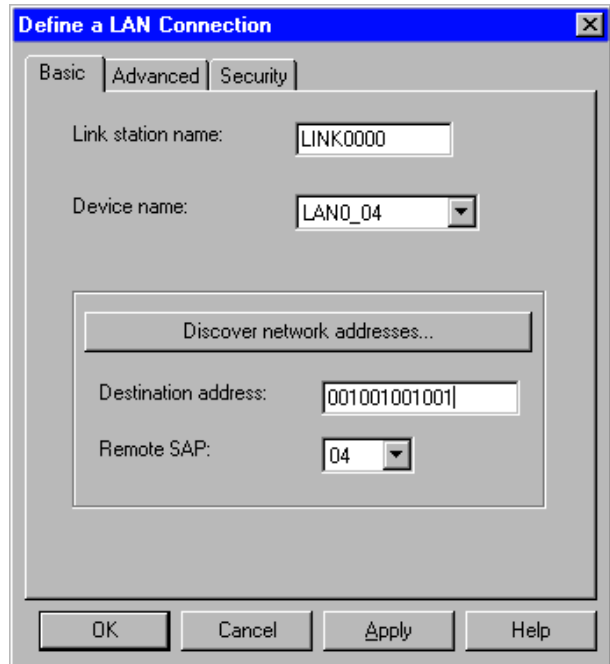 Define a LAN Connection
Basic Advanced Security
Link station name: LINK0000
Device name: LAN0_04
Discover network addresses...
Destination address: 001001001001
Remote SAP: 04
OK Cancel Apply Help